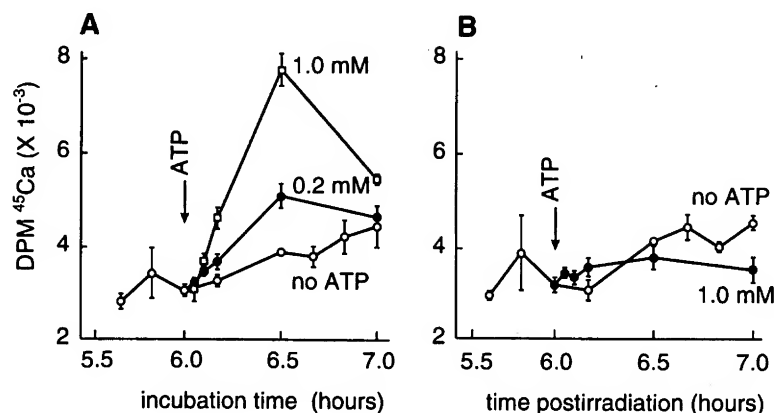 A
B
DPM ⁴⁵Ca (X 10⁻³)
8
6
4
2
ATP
1.0 mM
0.2 mM
no ATP
5.5 6.0 6.5 7.0
incubation time (hours)
8
6
4
2
ATP
no ATP
1.0 mM
5.5 6.0 6.5 7.0
time postirradiation (hours)